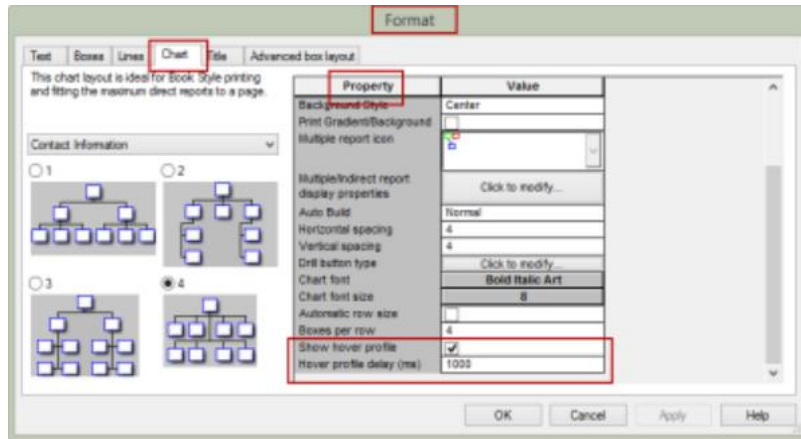 Format
Text Boxes Lines Chart Title Advanced box layout
This chart layout is ideal for Book Style printing
and fitting the maximum direct reports to a page.
Contact Information
1 2
3 4
Property Value
Background Style Center
Print Gradient/Background
Multiple report icon
Multiple/Indirect report
display properties Click to modify...
Auto Build Normal
Horizontal spacing 4
Vertical spacing 4
Drill button type Click to modify...
Chart font Bold Italic Art
Chart font size 8
Automatic row size
Boxes per row 4
Show hover profile
Hover profile delay (ms) 1000
OK Cancel Apply Help